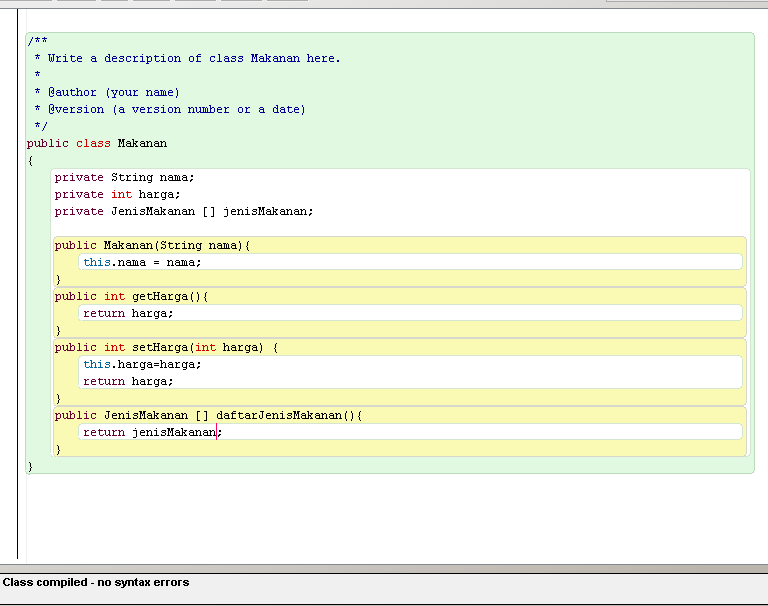 /**
 * Write a description of class Makanan here.
 *
 * @author (your name)
 * @version (a version number or a date)
 */
public class Makanan
{
    private String nama;
    private int harga;
    private JenisMakanan [] jenisMakanan;

    public Makanan(String nama){
        this.nama = nama;
    }
    public int getHarga(){
        return harga;
    }
    public int setHarga(int harga) {
        this.harga=harga;
        return harga;
    }
    public JenisMakanan [] daftarJenisMakanan(){
        return jenisMakanan;
    }
}
Class compiled - no syntax errors